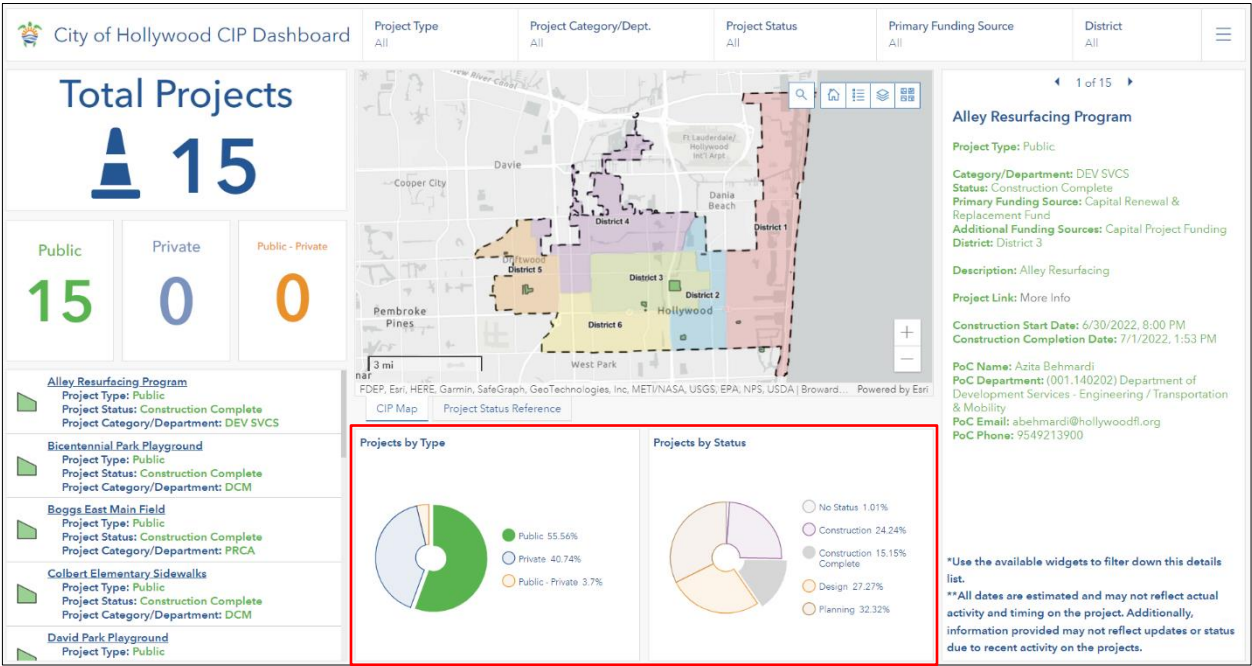 City of Hollywood CIP Dashboard
Project Type
All
Project Category/Dept.
All
Project Status
All
Primary Funding Source
All
District
All
Total Projects
15
Public
15
Private
0
Public - Private
0
Alley Resurfacing Program
Project Type: Public
Project Status: Construction Complete
Project Category/Department: DEV SVCS
Bicentennial Park Playground
Project Type: Public
Project Status: Construction Complete
Project Category/Department: DCM
Boggs East Main Field
Project Type: Public
Project Status: Construction Complete
Project Category/Department: PRCA
Colbert Elementary Sidewalks
Project Type: Public
Project Status: Construction Complete
Project Category/Department: DCM
David Park Playground
Project Type: Public
New River Canal
Ft Lauderdale/
Hollywood
Int'l Arpt
Davie
Cooper City
Dania
Beach
District 4
District 1
Driftwood
District 5
District 3
District 2
Hollywood
Pembroke
Pines
District 6
3 mi
West Park
nar
FDEP, Esri, HERE, Garmin, SafeGraph, GeoTechnologies, Inc, METI/NASA, USGS, EPA, NPS, USDA | Broward... Powered by Esri
CIP Map
Project Status Reference
Projects by Type
Public 55.56%
Private 40.74%
Public - Private 3.7%
Projects by Status
No Status 1.01%
Construction 24.24%
Construction 15.15%
Complete
Design 27.27%
Planning 32.32%
1 of 15
Alley Resurfacing Program
Project Type: Public
Category/Department: DEV SVCS
Status: Construction Complete
Primary Funding Source: Capital Renewal &
Replacement Fund
Additional Funding Sources: Capital Project Funding
District: District 3
Description: Alley Resurfacing
Project Link: More Info
Construction Start Date: 6/30/2022, 8:00 PM
Construction Completion Date: 7/1/2022, 1:53 PM
PoC Name: Azita Behmardi
PoC Department: (001.140202) Department of
Development Services - Engineering / Transportation
& Mobility
PoC Email: abehmardi@hollywoodfl.org
PoC Phone: 9549213900
*Use the available widgets to filter down this details
list.
**All dates are estimated and may not reflect actual
activity and timing on the project. Additionally,
information provided may not reflect updates or status
due to recent activity on the projects.